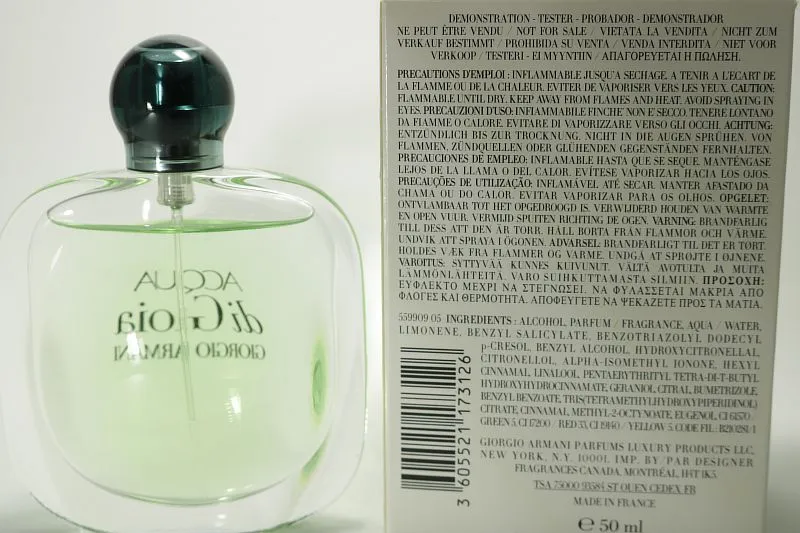 ACQUA
di Gioia
GIORGIO ARMANI
DEMONSTRATION - TESTER - PROBADOR - DEMONSTRADOR
NE PEUT ÊTRE VENDU / NOT FOR SALE / VIETATA LA VENDITA / NICHT ZUM
VERKAUF BESTIMMT / PROHIBIDA SU VENTA / VENDA INTERDITA / NIET VOOR
VERKOOP / TESTERI - EI MYYNTIIN / ΑΠΑΓΟΡΕΥΕΤΑΙ Η ΠΩΛΗΣΗ.
PRECAUTIONS D'EMPLOI : INFLAMMABLE JUSQU'A SECHAGE. A TENIR A L'ECART DE
LA FLAMME OU DE LA CHALEUR. EVITER DE VAPORISER VERS LES YEUX. CAUTION:
FLAMMABLE UNTIL DRY. KEEP AWAY FROM FLAMES AND HEAT. AVOID SPRAYING IN
EYES. PRECAUZIONI D'USO: INFIAMMABILE FINCHE' NON E' SECCO. TENERE LONTANO
DA FIAMME O CALORE. EVITARE DI VAPORIZZARE VERSO GLI OCCHI. ACHTUNG:
ENTZÜNDLICH BIS ZUR TROCKNUNG. NICHT IN DIE AUGEN SPRÜHEN. VON
FLAMMEN, ZÜNDQUELLEN ODER GLÜHENDEN GEGENSTÄNDEN FERNHALTEN.
PRECAUCIONES DE EMPLEO: INFLAMABLE HASTA QUE SE SEQUE. MANTÉNGASE
LEJOS DE LA LLAMA O DEL CALOR. EVÍTESE VAPORIZAR HACIA LOS OJOS.
PRECAUÇÕES DE UTILIZAÇÃO: INFLAMÁVEL ATÉ SECAR. MANTER AFASTADO DA
CHAMA OU DO CALOR. EVITAR VAPORIZAR PARA OS OLHOS. OPGELET:
ONTVLAMBAAR TOT HET OPGEDROOGD IS. VERWIJDERD HOUDEN VAN WARMTE
EN OPEN VUUR. VERMIJD SPUITEN RICHTING DE OGEN. VARNING: BRANDFARLIG
TILL DESS ATT DEN ÄR TORR. HÅLL BORTA FRÅN FLAMMOR OCH VÄRME.
UNDVIK ATT SPRAYA I ÖGONEN. ADVARSEL: BRANDFARLIGT TIL DET ER TØRT.
HOLDES VÆK FRA FLAMMER OG VARME. UNDGÅ AT SPRØJTE I ØJNENE.
VAROITUS: SYTTYVÄÄ KUNNES KUIVUNUT. VÄLTÄ AVOTULTA JA MUITA
LÄMMÖNLÄHTEITÄ. VARO SUIHKUTTAMASTA SILMIIN. ΠΡΟΣΟΧΗ:
ΕΥΦΛΕΚΤΟ ΜΕΧΡΙ ΝΑ ΣΤΕΓΝΩΣΕΙ. ΝΑ ΦΥΛΑΣΣΕΤΑΙ ΜΑΚΡΙΑ ΑΠΟ
ΦΛΟΓΕΣ ΚΑΙ ΘΕΡΜΟΤΗΤΑ. ΑΠΟΦΕΥΓΕΤΕ ΝΑ ΨΕΚΑΖΕΤΕ ΠΡΟΣ ΤΑ ΜΑΤΙΑ.
559909 05 INGREDIENTS : ALCOHOL, PARFUM / FRAGRANCE, AQUA / WATER,
LIMONENE, BENZYL SALICYLATE, BENZOTRIAZOLYL DODECYL
p-CRESOL, BENZYL ALCOHOL, HYDROXYCITRONELLAL,
CITRONELLOL, ALPHA-ISOMETHYL IONONE, HEXYL
CINNAMAL, LINALOOL, PENTAERYTHRITYL TETRA-DI-T-BUTYL
HYDROXYHYDROCINNAMATE, GERANIOL, CITRAL, BUMETRIZOLE,
BENZYL BENZOATE, TRIS(TETRAMETHYLHYDROXYPIPERIDINOL)
CITRATE, CINNAMAL, METHYL-2-OCTYNOATE, EUGENOL, CI 61570 /
GREEN 5, CI 17200 / RED 33, CI 19140 / YELLOW 5. CODE FIL : B21028L/1
GIORGIO ARMANI PARFUMS LUXURY PRODUCTS LLC,
NEW YORK, N.Y. 10001. IMP. BY / PAR DESIGNER
FRAGRANCES CANADA, MONTRÉAL, H4T 1K5.
TSA 75000 93584 ST OUEN CEDEX FR
MADE IN FRANCE
℮ 50 ml
3 605521 173126